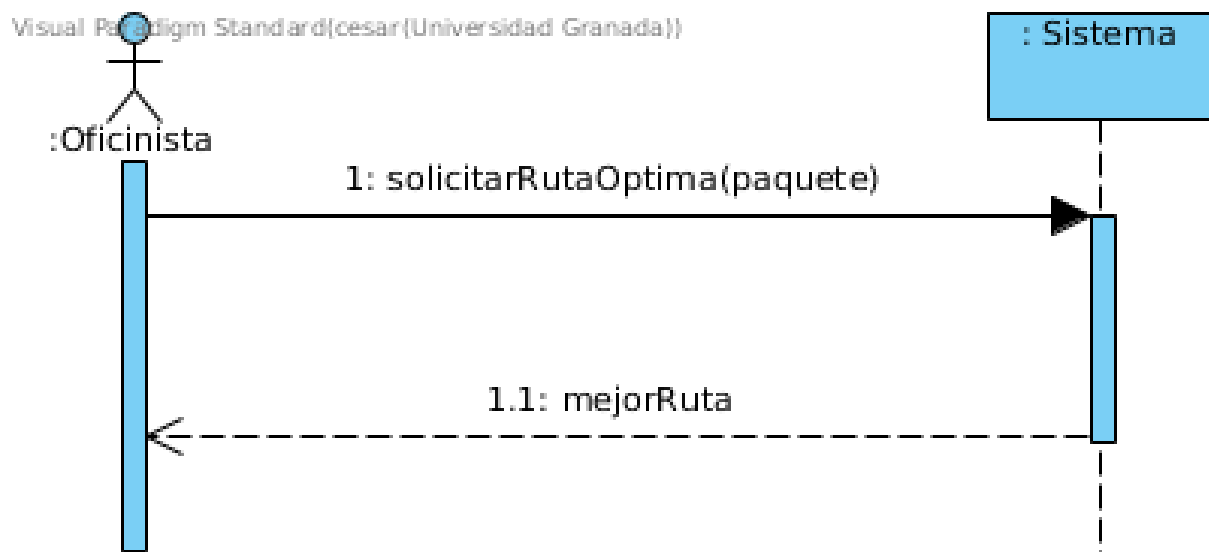 Visual Paradigm Standard(cesar(Universidad Granada))
: Sistema
:Oficinista
1: solicitarRutaOptima(paquete)
1.1: mejorRuta